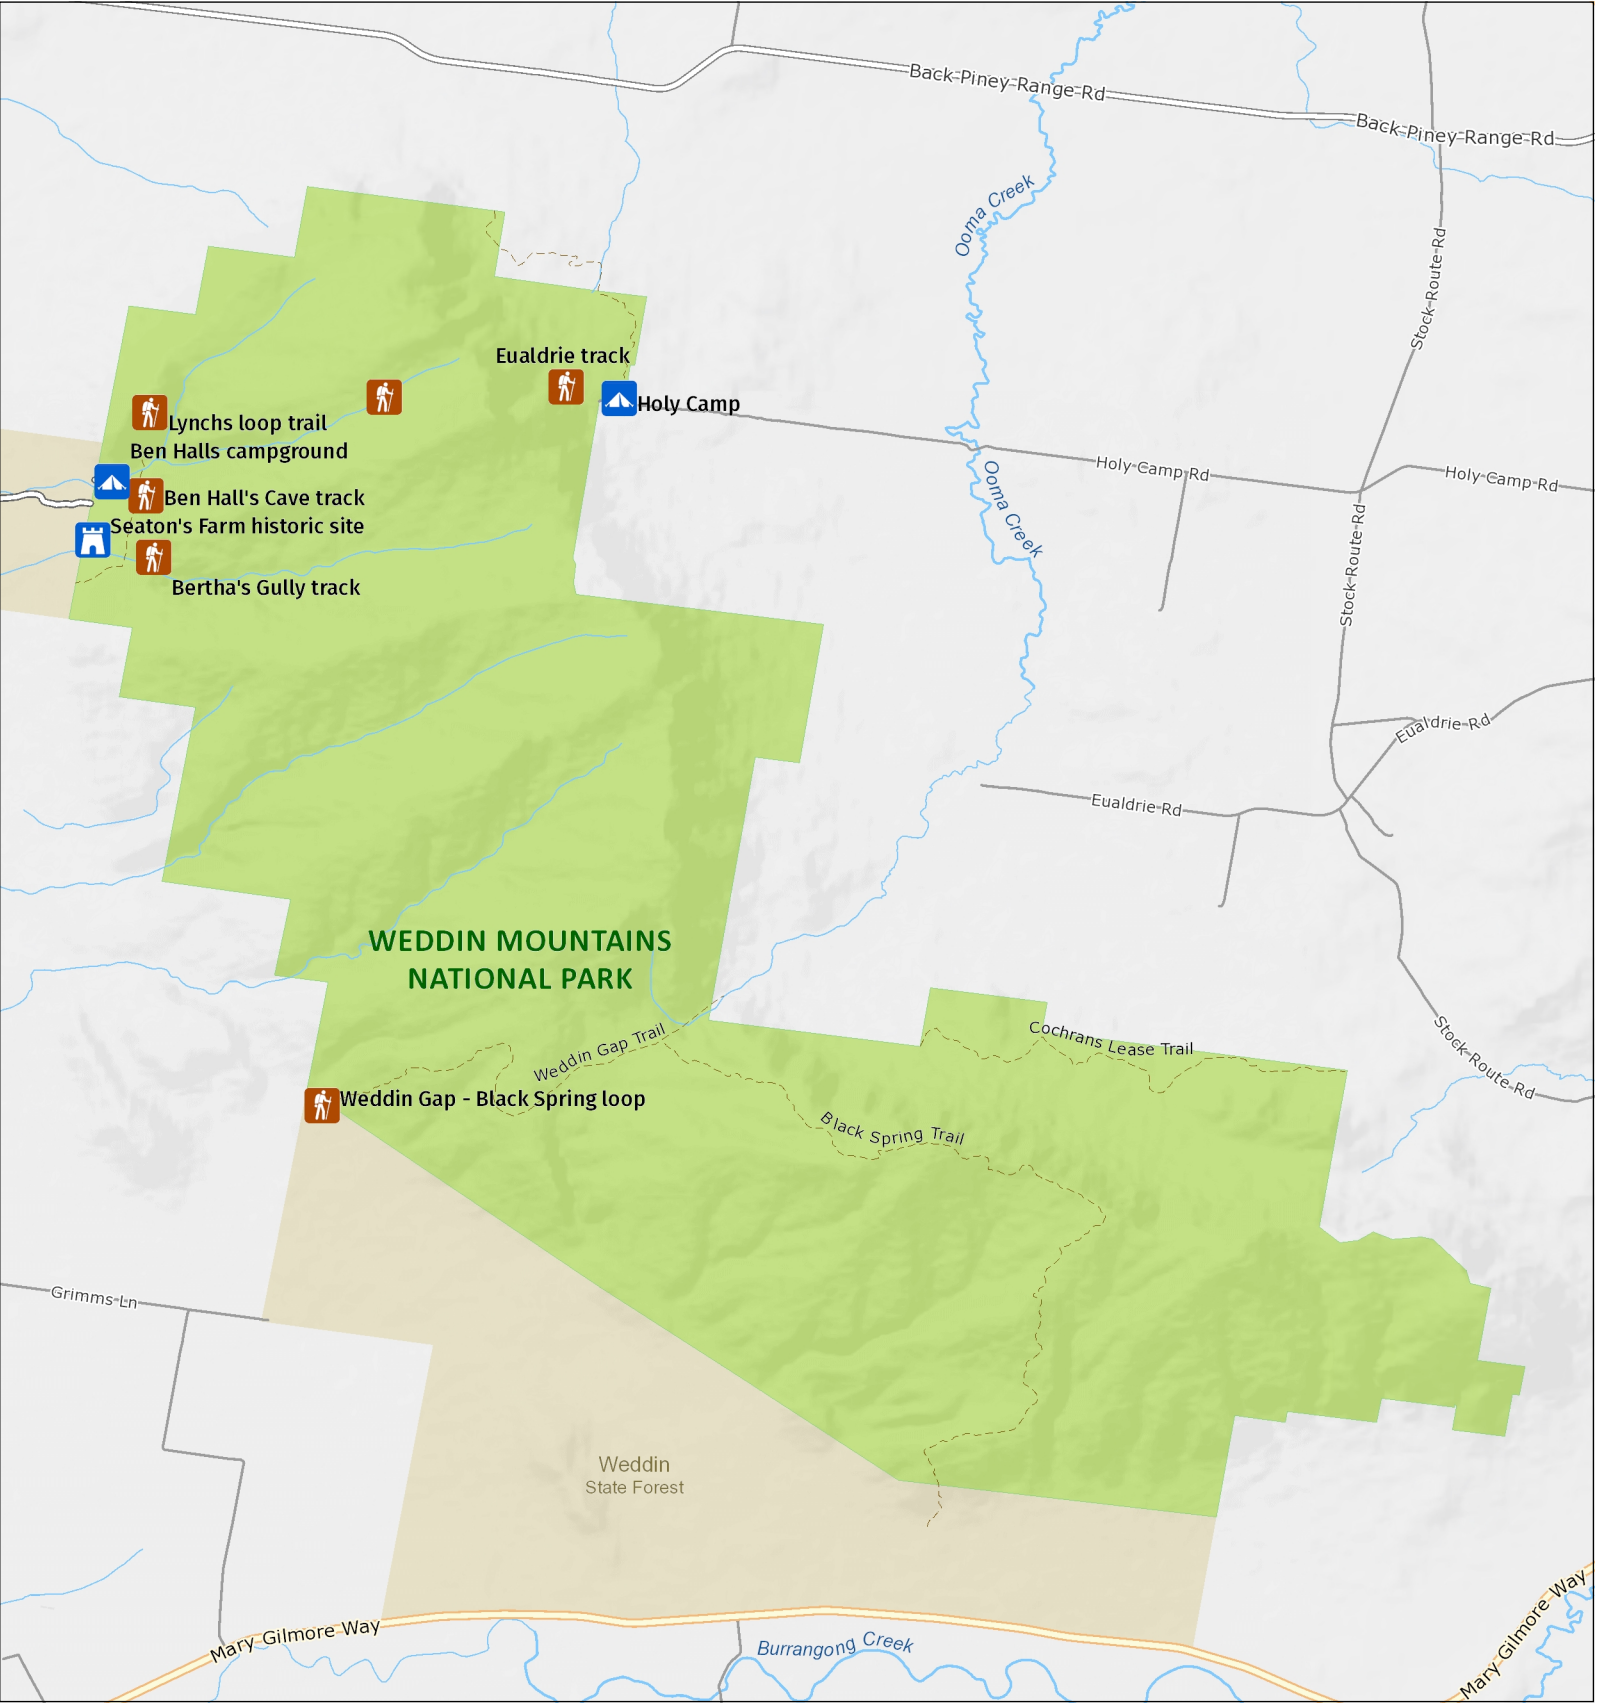 Back Piney Range Rd
Back Piney Range Rd
Ooma Creek
Stock Route Rd
Eualdrie track
Holy Camp
Lynchs loop trail
Ben Halls campground
Holy Camp Rd
Holy Camp Rd
Ben Hall's Cave track
Ooma Creek
Seaton's Farm historic site
Stock Route Rd
Bertha's Gully track
Eualdrie Rd
Eualdrie Rd
WEDDIN MOUNTAINS
NATIONAL PARK
Weddin Gap Trail
Cochrans Lease Trail
Stock Route Rd
Weddin Gap - Black Spring loop
Black Spring Trail
Grimms Ln
Weddin
State Forest
Mary Gilmore Way
Burrangong Creek
Mary Gilmore Way